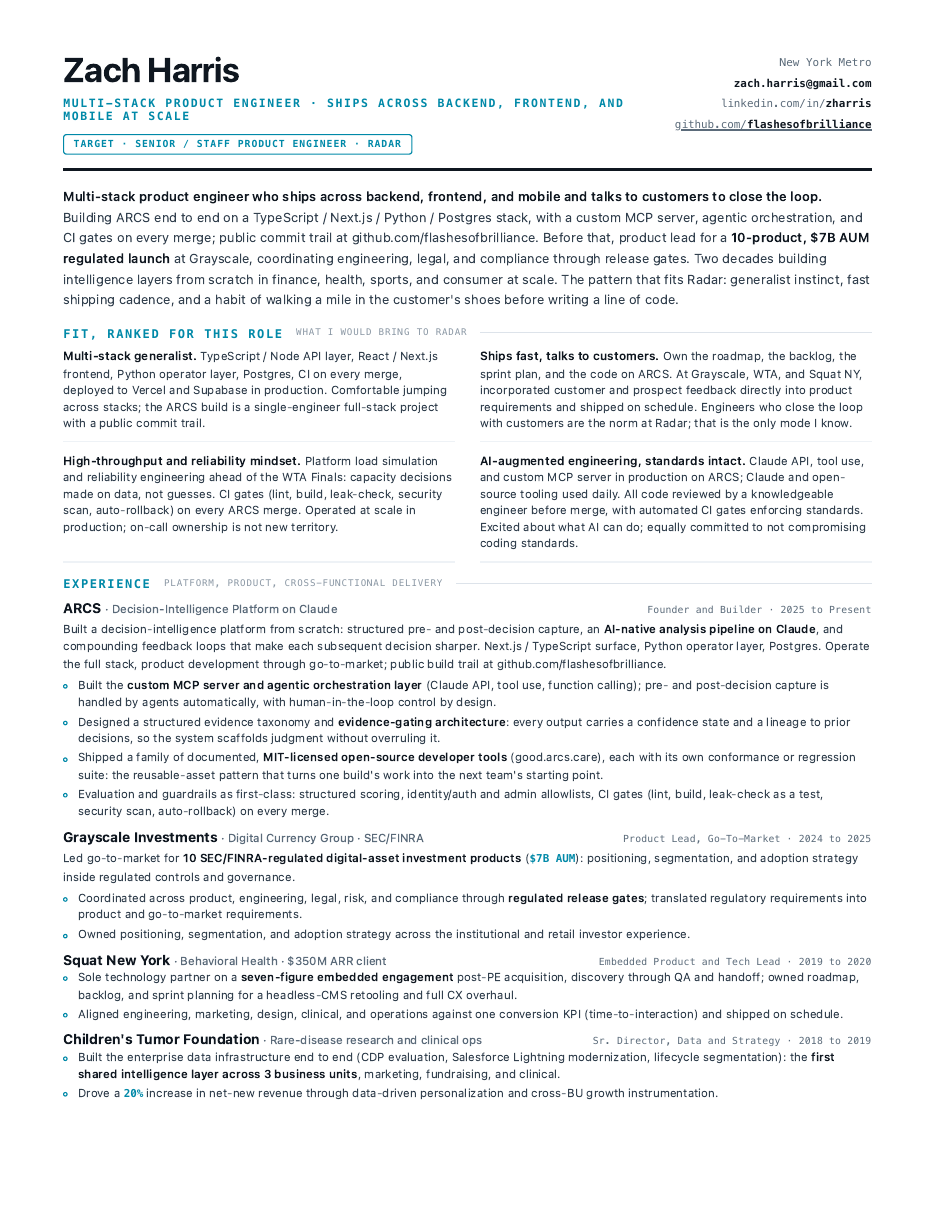 Zach Harris
New York Metro
zach.harris@gmail.com
linkedin.com/in/zharris
github.com/flashesofbrilliance
MULTI-STACK PRODUCT ENGINEER · SHIPS ACROSS BACKEND, FRONTEND, AND
MOBILE AT SCALE
TARGET · SENIOR / STAFF PRODUCT ENGINEER · RADAR
Multi-stack product engineer who ships across backend, frontend, and mobile and talks to customers to close the loop.
Building ARCS end to end on a TypeScript / Next.js / Python / Postgres stack, with a custom MCP server, agentic orchestration, and
CI gates on every merge; public commit trail at github.com/flashesofbrilliance. Before that, product lead for a 10-product, $7B AUM
regulated launch at Grayscale, coordinating engineering, legal, and compliance through release gates. Two decades building
intelligence layers from scratch in finance, health, sports, and consumer at scale. The pattern that fits Radar: generalist instinct, fast
shipping cadence, and a habit of walking a mile in the customer's shoes before writing a line of code.
FIT, RANKED FOR THIS ROLE WHAT I WOULD BRING TO RADAR
Multi-stack generalist. TypeScript / Node API layer, React / Next.js
frontend, Python operator layer, Postgres, CI on every merge,
deployed to Vercel and Supabase in production. Comfortable jumping
across stacks; the ARCS build is a single-engineer full-stack project
with a public commit trail.
Ships fast, talks to customers. Own the roadmap, the backlog, the
sprint plan, and the code on ARCS. At Grayscale, WTA, and Squat NY,
incorporated customer and prospect feedback directly into product
requirements and shipped on schedule. Engineers who close the loop
with customers are the norm at Radar; that is the only mode I know.
High-throughput and reliability mindset. Platform load simulation
and reliability engineering ahead of the WTA Finals: capacity decisions
made on data, not guesses. CI gates (lint, build, leak-check, security
scan, auto-rollback) on every ARCS merge. Operated at scale in
production; on-call ownership is not new territory.
AI-augmented engineering, standards intact. Claude API, tool use,
and custom MCP server in production on ARCS; Claude and open-
source tooling used daily. All code reviewed by a knowledgeable
engineer before merge, with automated CI gates enforcing standards.
Excited about what AI can do; equally committed to not compromising
coding standards.
EXPERIENCE PLATFORM, PRODUCT, CROSS-FUNCTIONAL DELIVERY
ARCS · Decision-Intelligence Platform on Claude Founder and Builder · 2025 to Present
Built a decision-intelligence platform from scratch: structured pre- and post-decision capture, an AI-native analysis pipeline on Claude, and
compounding feedback loops that make each subsequent decision sharper. Next.js / TypeScript surface, Python operator layer, Postgres. Operate
the full stack, product development through go-to-market; public build trail at github.com/flashesofbrilliance.
Built the custom MCP server and agentic orchestration layer (Claude API, tool use, function calling); pre- and post-decision capture is
handled by agents automatically, with human-in-the-loop control by design.
Designed a structured evidence taxonomy and evidence-gating architecture: every output carries a confidence state and a lineage to prior
decisions, so the system scaffolds judgment without overruling it.
Shipped a family of documented, MIT-licensed open-source developer tools (good.arcs.care), each with its own conformance or regression
suite: the reusable-asset pattern that turns one build's work into the next team's starting point.
Evaluation and guardrails as first-class: structured scoring, identity/auth and admin allowlists, CI gates (lint, build, leak-check as a test,
security scan, auto-rollback) on every merge.
Grayscale Investments · Digital Currency Group · SEC/FINRA Product Lead, Go-To-Market · 2024 to 2025
Led go-to-market for 10 SEC/FINRA-regulated digital-asset investment products ($7B AUM): positioning, segmentation, and adoption strategy
inside regulated controls and governance.
Coordinated across product, engineering, legal, risk, and compliance through regulated release gates; translated regulatory requirements into
product and go-to-market requirements.
Owned positioning, segmentation, and adoption strategy across the institutional and retail investor experience.
Squat New York · Behavioral Health · $350M ARR client Embedded Product and Tech Lead · 2019 to 2020
Sole technology partner on a seven-figure embedded engagement post-PE acquisition, discovery through QA and handoff; owned roadmap,
backlog, and sprint planning for a headless-CMS retooling and full CX overhaul.
Aligned engineering, marketing, design, clinical, and operations against one conversion KPI (time-to-interaction) and shipped on schedule.
Children's Tumor Foundation · Rare-disease research and clinical ops Sr. Director, Data and Strategy · 2018 to 2019
Built the enterprise data infrastructure end to end (CDP evaluation, Salesforce Lightning modernization, lifecycle segmentation): the first
shared intelligence layer across 3 business units, marketing, fundraising, and clinical.
Drove a 20% increase in net-new revenue through data-driven personalization and cross-BU growth instrumentation.